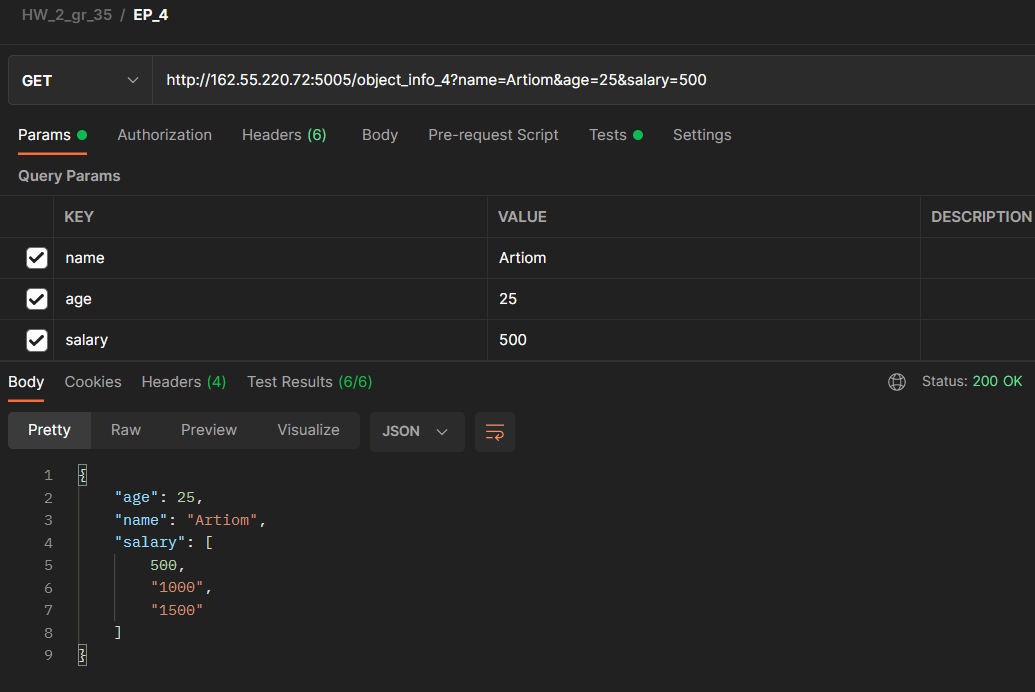 HW_2_gr_35 / EP_4
GET http://162.55.220.72:5005/object_info_4?name=Artiom&age=25&salary=500
Params Authorization Headers (6) Body Pre-request Script Tests Settings
Query Params
KEY VALUE DESCRIPTION
name Artiom
age 25
salary 500
Body Cookies Headers (4) Test Results (6/6) Status: 200 OK
Pretty Raw Preview Visualize JSON
1 {
2 "age": 25,
3 "name": "Artiom",
4 "salary": [
5 500,
6 "1000",
7 "1500"
8 ]
9 }